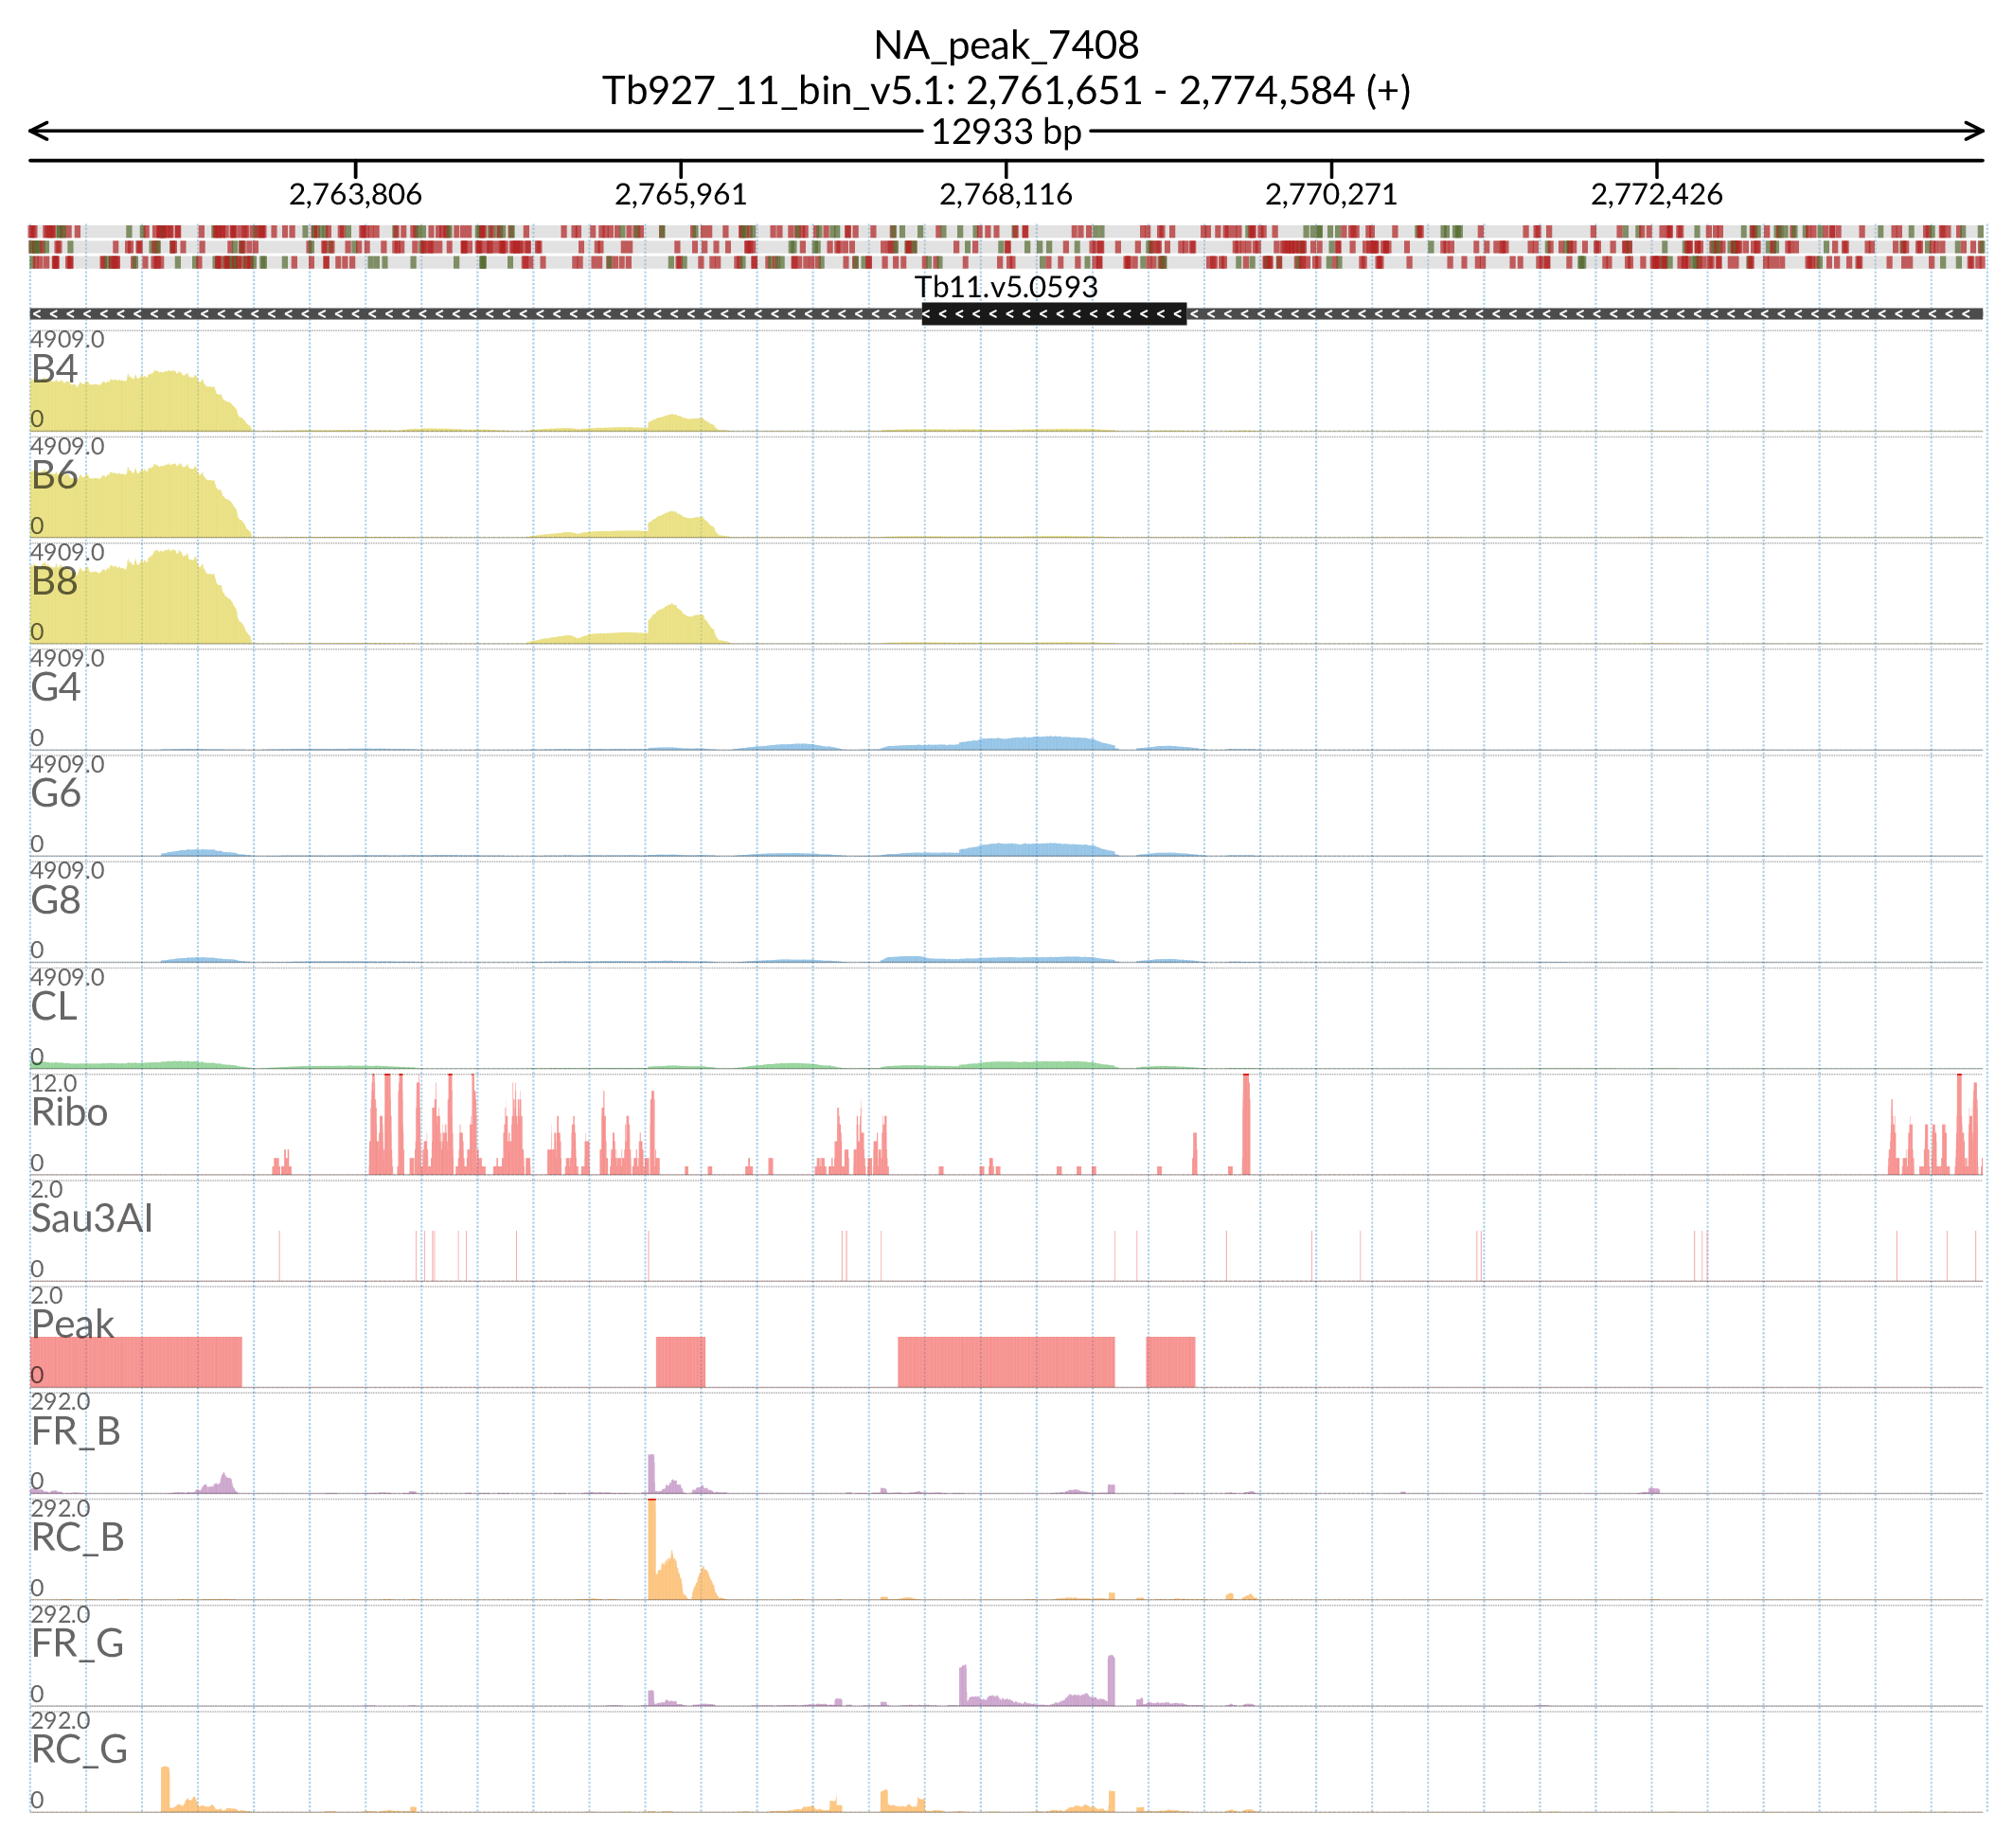 NA_peak_7408
Tb927_11_bin_v5.1: 2,761,651 - 2,774,584 (+)
12933 bp
2,763,806 2,765,961 2,768,116 2,770,271 2,772,426
Tb11.v5.0593
4909.0
B4
0
4909.0
B6
0
4909.0
B8
0
4909.0
G4
0
4909.0
G6
0
4909.0
G8
0
4909.0
CL
0
12.0
Ribo
0
2.0
Sau3AI
0
2.0
Peak
0
292.0
FR_B
0
292.0
RC_B
0
292.0
FR_G
0
292.0
RC_G
0